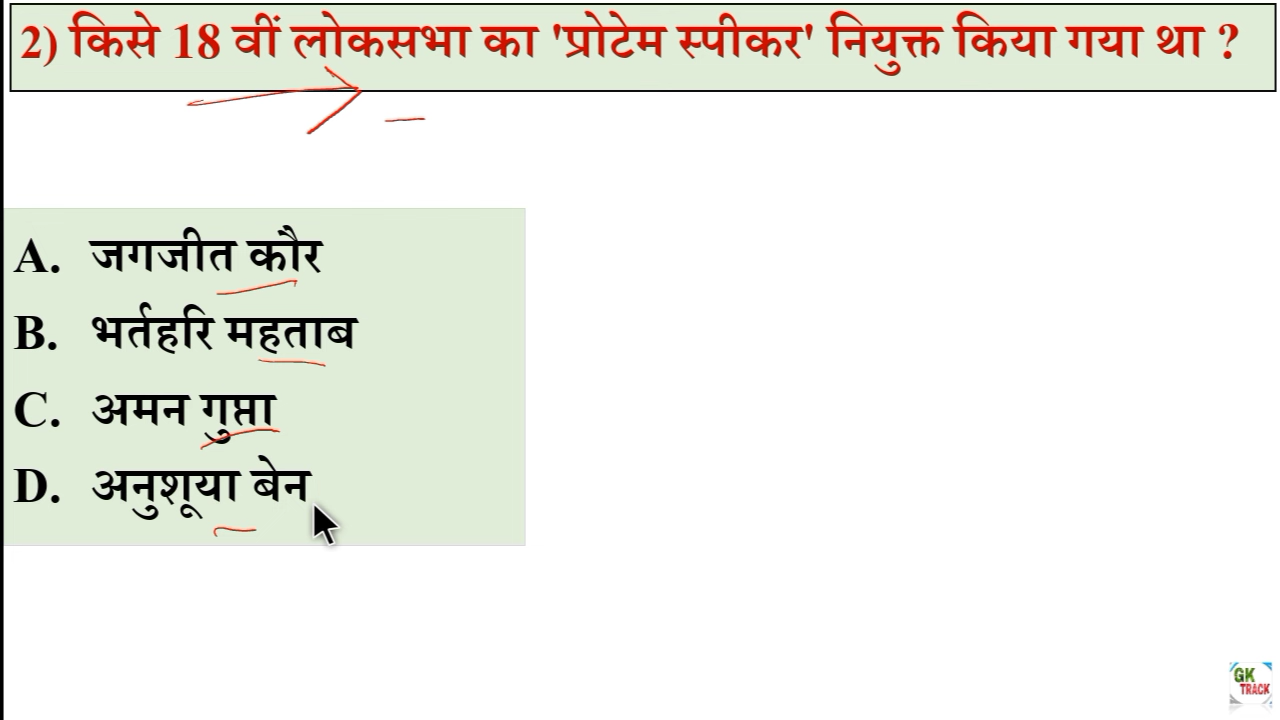 2) किसे 18 वीं लोकसभा का 'प्रोटेम स्पीकर' नियुक्त किया गया था ?
A. जगजीत कौर
B. भर्तहरि महताब
C. अमन गुप्ता
D. अनुशूया बेन
GK
TRACK